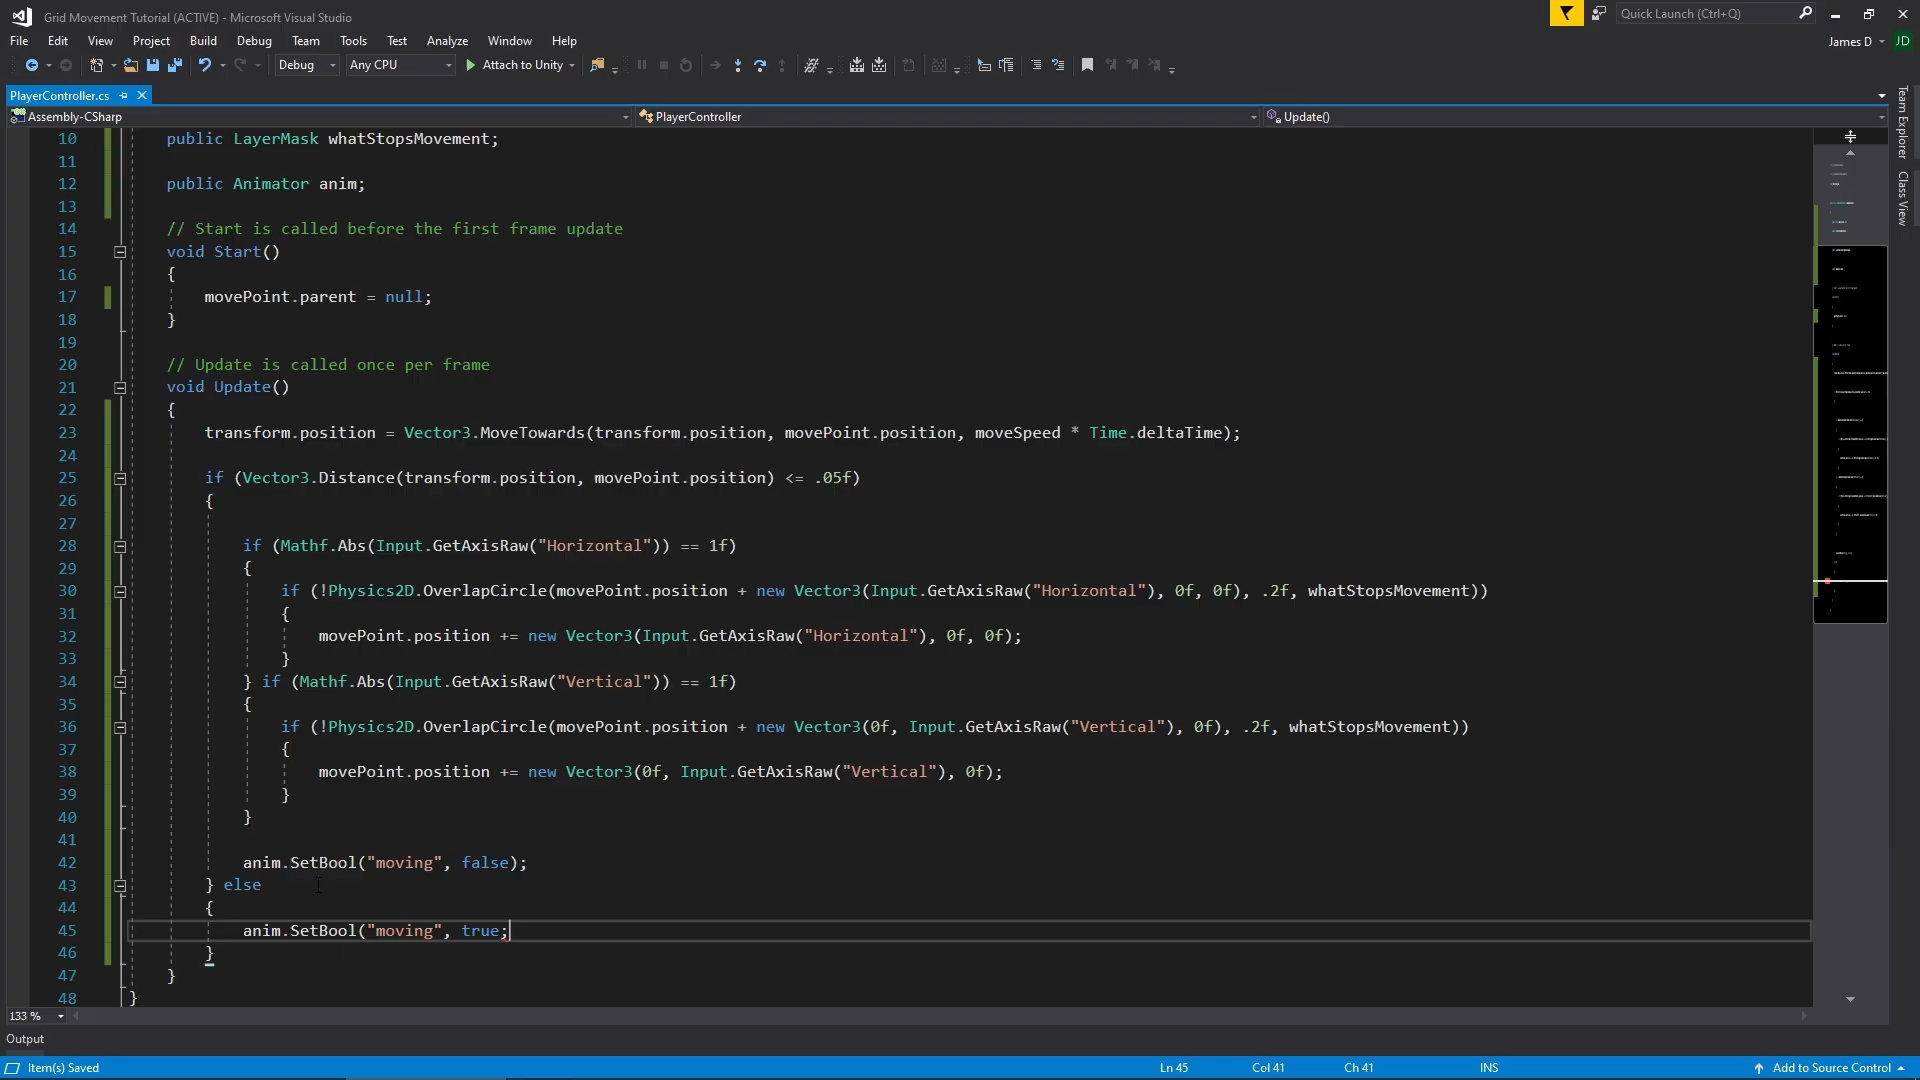 Grid Movement Tutorial (ACTIVE) - Microsoft Visual Studio
Quick Launch (Ctrl+Q)
File Edit View Project Build Debug Team Tools Test Analyze Window Help
James D JD
Debug Any CPU Attach to Unity
PlayerController.cs
Assembly-CSharp PlayerController Update()
Team Explorer
Class View
10 public LayerMask whatStopsMovement;
11
12 public Animator anim;
13
14 // Start is called before the first frame update
15 void Start()
16 {
17 movePoint.parent = null;
18 }
19
20 // Update is called once per frame
21 void Update()
22 {
23 transform.position = Vector3.MoveTowards(transform.position, movePoint.position, moveSpeed * Time.deltaTime);
24
25 if (Vector3.Distance(transform.position, movePoint.position) <= .05f)
26 {
27
28 if (Mathf.Abs(Input.GetAxisRaw("Horizontal")) == 1f)
29 {
30 if (!Physics2D.OverlapCircle(movePoint.position + new Vector3(Input.GetAxisRaw("Horizontal"), 0f, 0f), .2f, whatStopsMovement))
31 {
32 movePoint.position += new Vector3(Input.GetAxisRaw("Horizontal"), 0f, 0f);
33 }
34 } if (Mathf.Abs(Input.GetAxisRaw("Vertical")) == 1f)
35 {
36 if (!Physics2D.OverlapCircle(movePoint.position + new Vector3(0f, Input.GetAxisRaw("Vertical"), 0f), .2f, whatStopsMovement))
37 {
38 movePoint.position += new Vector3(0f, Input.GetAxisRaw("Vertical"), 0f);
39 }
40 }
41
42 anim.SetBool("moving", false);
43 } else
44 {
45 anim.SetBool("moving", true;
46 }
47 }
48 }
133 %
Output
Item(s) Saved Ln 45 Col 41 Ch 41 INS Add to Source Control